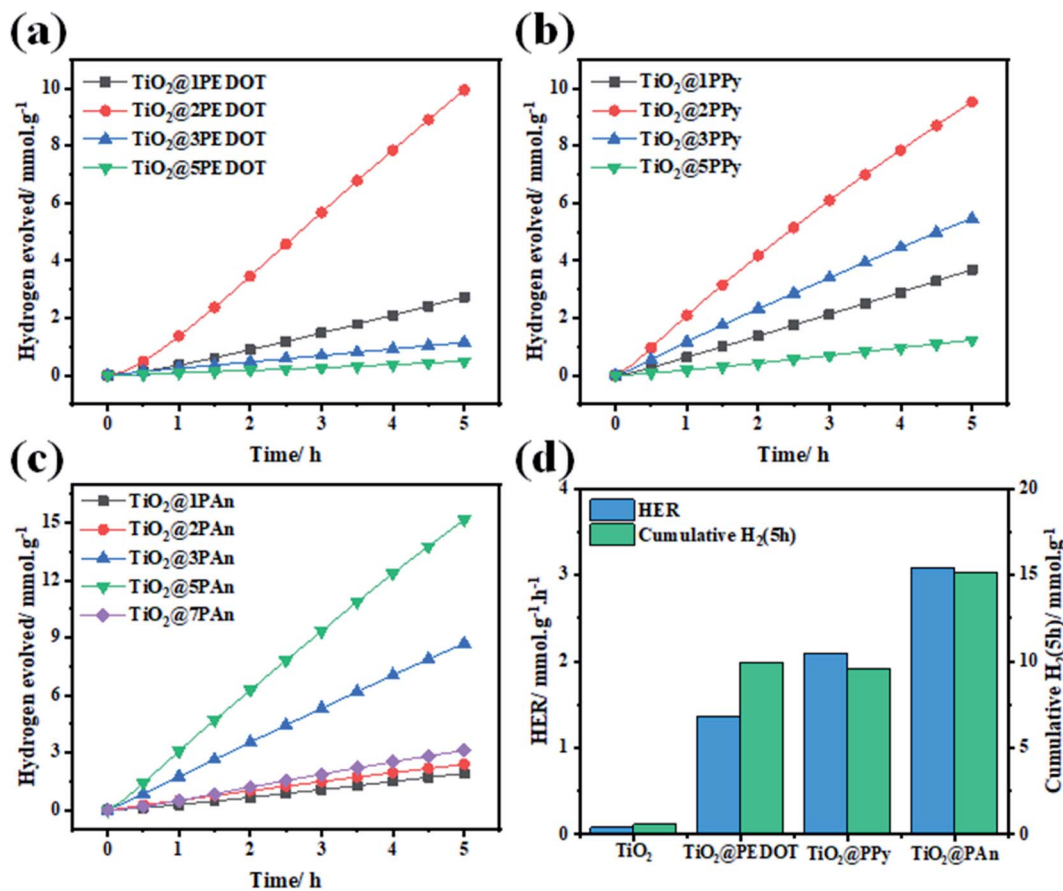 (a)
TiO₂@1PEDOT
TiO₂@2PEDOT
TiO₂@3PEDOT
TiO₂@5PEDOT
Hydrogen evolved/ mmol.g⁻¹
10
8
6
4
2
0
0 1 2 3 4 5
Time/ h
(b)
TiO₂@1PPy
TiO₂@2PPy
TiO₂@3PPy
TiO₂@5PPy
Hydrogen evolved/ mmol.g⁻¹
10
8
6
4
2
0
0 1 2 3 4 5
Time/ h
(c)
TiO₂@1PAn
TiO₂@2PAn
TiO₂@3PAn
TiO₂@5PAn
TiO₂@7PAn
Hydrogen evolved/ mmol.g⁻¹
15
12
9
6
3
0
0 1 2 3 4 5
Time/ h
(d)
HER
Cumulative H₂(5h)
HER/ mmol.g⁻¹.h⁻¹
4
3
2
1
0
Cumulative H₂(5h)/ mmol.g⁻¹
20
15
10
5
0
TiO₂ TiO₂@PEDOT TiO₂@PPy TiO₂@PAn